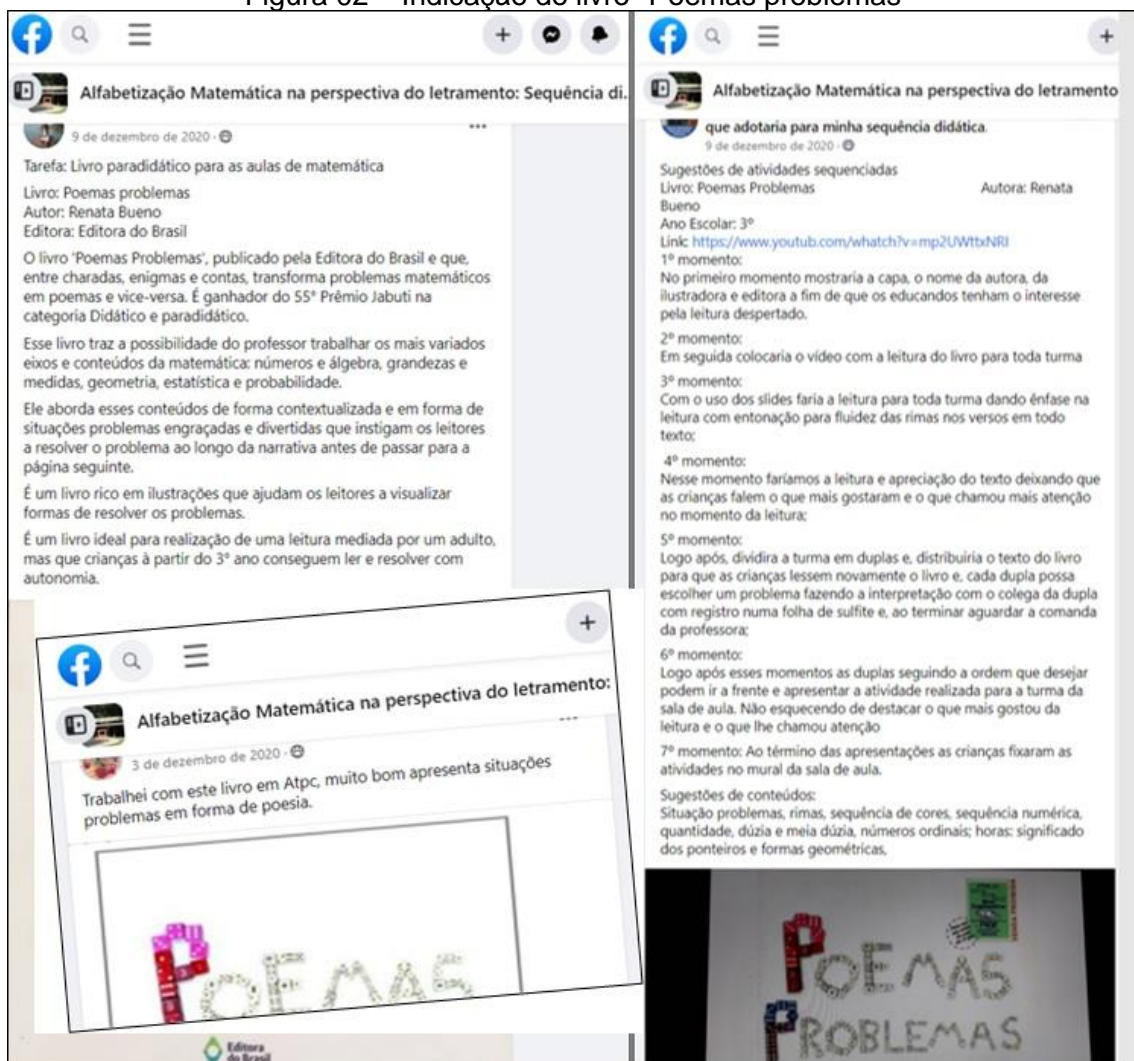 Figura 02 – Indicação do livro "Poemas problemas"
Alfabetização Matemática na perspectiva do letramento: Sequência di...
9 de dezembro de 2020
Tarefa: Livro paradidático para as aulas de matemática
Livro: Poemas problemas
Autor: Renata Bueno
Editora: Editora do Brasil
O livro 'Poemas Problemas', publicado pela Editora do Brasil e que,
entre charadas, enigmas e contas, transforma problemas matemáticos
em poemas e vice-versa. É ganhador do 55° Prêmio Jabuti na
categoria Didático e paradidático.
Esse livro traz a possibilidade do professor trabalhar os mais variados
eixos e conteúdos da matemática: números e álgebra, grandezas e
medidas, geometria, estatística e probabilidade.
Ele aborda esses conteúdos de forma contextualizada e em forma de
situações problemas engraçadas e divertidas que instigam os leitores
a resolver o problema ao longo da narrativa antes de passar para a
página seguinte.
É um livro rico em ilustrações que ajudam os leitores a visualizar
formas de resolver os problemas.
É um livro ideal para realização de uma leitura mediada por um adulto,
mas que crianças à partir do 3° ano conseguem ler e resolver com
autonomia.
Alfabetização Matemática na perspectiva do letramento:
3 de dezembro de 2020
Trabalhei com este livro em Atpc, muito bom apresenta situações
problemas em forma de poesia.
POEMAS
Editora
do Brasil
Alfabetização Matemática na perspectiva do letramento
que adotaria para minha sequência didática.
9 de dezembro de 2020
Sugestões de atividades sequenciadas
Livro: Poemas Problemas Autora: Renata
Bueno
Ano Escolar: 3º
Link: https://www.youtub.com/whatch?v=mp2UWttxNRI
1º momento:
No primeiro momento mostraria a capa, o nome da autora, da
ilustradora e editora a fim de que os educandos tenham o interesse
pela leitura despertado.
2º momento:
Em seguida colocaria o vídeo com a leitura do livro para toda turma
3º momento:
Com o uso dos slides faria a leitura para toda turma dando ênfase na
leitura com entonação para fluidez das rimas nos versos em todo
texto;
4º momento:
Nesse momento faríamos a leitura e apreciação do texto deixando que
as crianças falem o que mais gostaram e o que chamou mais atenção
no momento da leitura;
5º momento:
Logo após, dividira a turma em duplas e, distribuiria o texto do livro
para que as crianças lessem novamente o livro e, cada dupla possa
escolher um problema fazendo a interpretação com o colega da dupla
com registro numa folha de sulfite e, ao terminar aguardar a comanda
da professora;
6º momento:
Logo após esses momentos as duplas seguindo a ordem que desejar
podem ir a frente e apresentar a atividade realizada para a turma da
sala de aula. Não esquecendo de destacar o que mais gostou da
leitura e o que lhe chamou atenção
7º momento: Ao término das apresentações as crianças fixaram as
atividades no mural da sala de aula.
Sugestões de conteúdos:
Situação problemas, rimas, sequência de cores, sequência numérica,
quantidade, dúzia e meia dúzia, números ordinais; horas: significado
dos ponteiros e formas geométricas,
POEMAS
PROBLEMAS